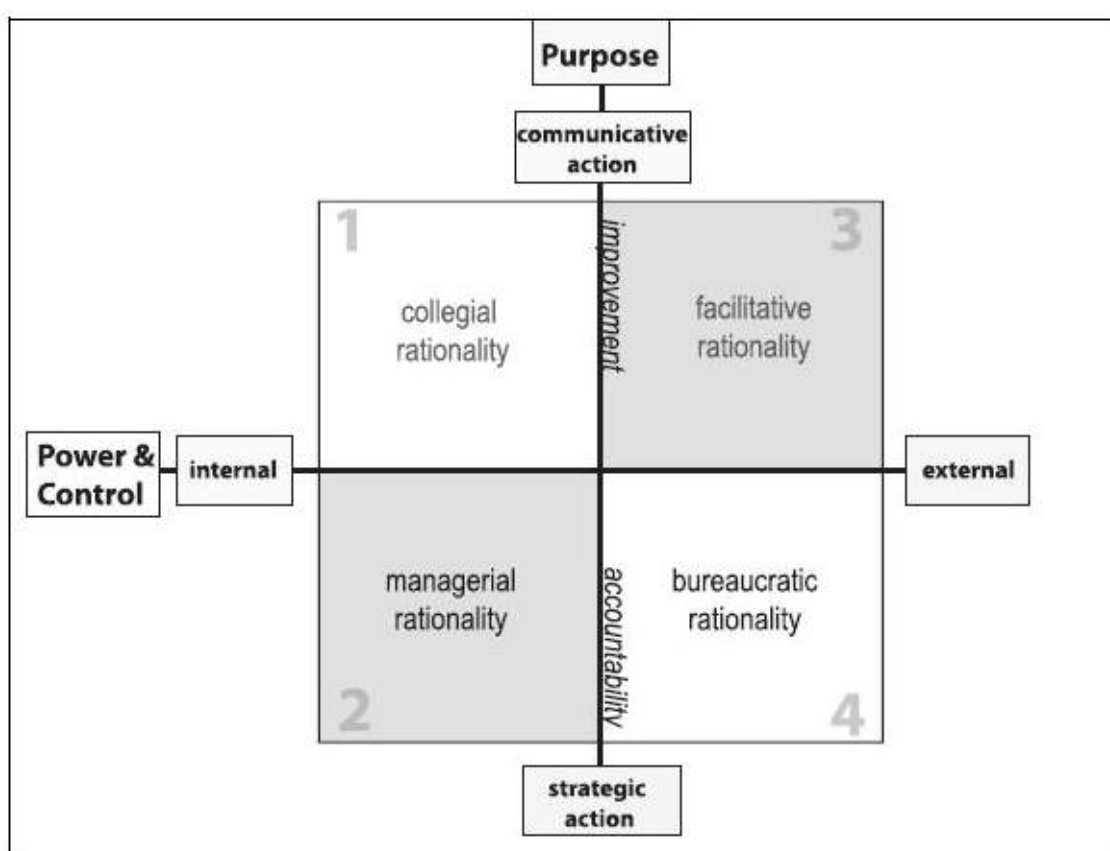 Purpose
communicative
action
1
3
improvement
collegial
rationality
facilitative
rationality
Power &
Control
internal
external
managerial
rationality
accountability
bureaucratic
rationality
2
4
strategic
action